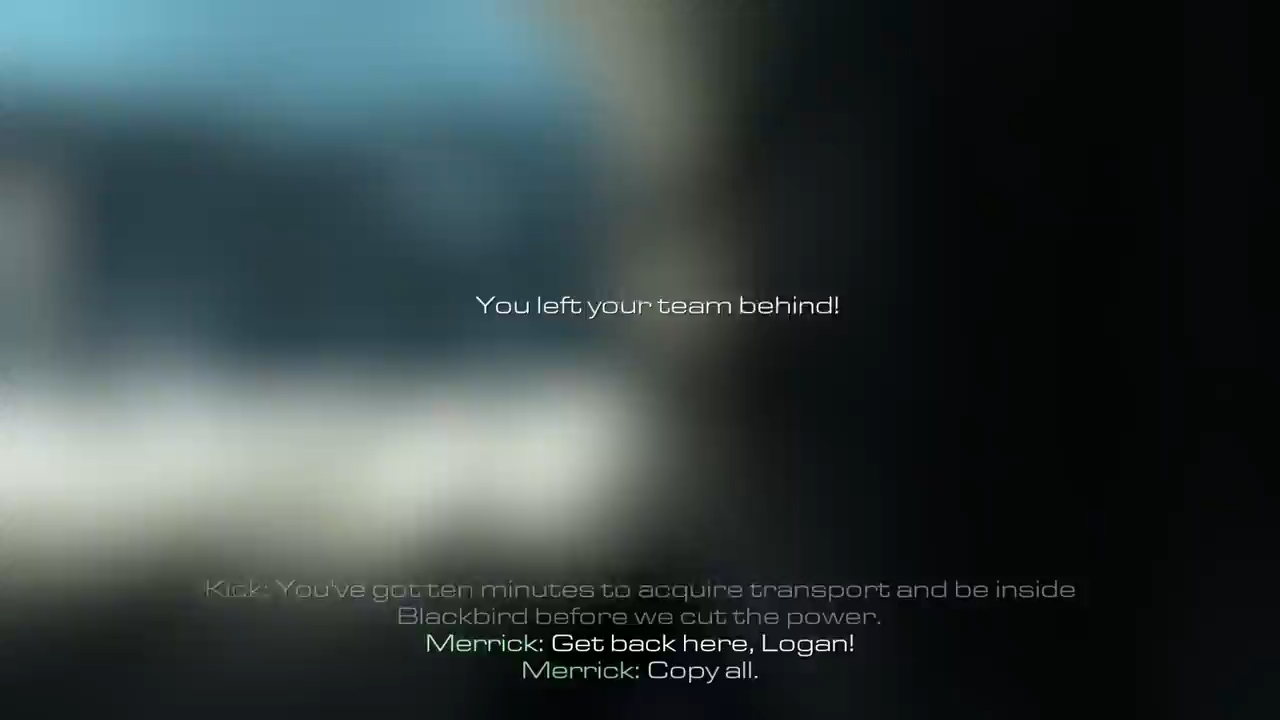 You left your team behind!
Kick: You've got ten minutes to acquire transport and be inside
Blackbird before we cut the power.
Merrick: Get back here, Logan!
Merrick: Copy all.